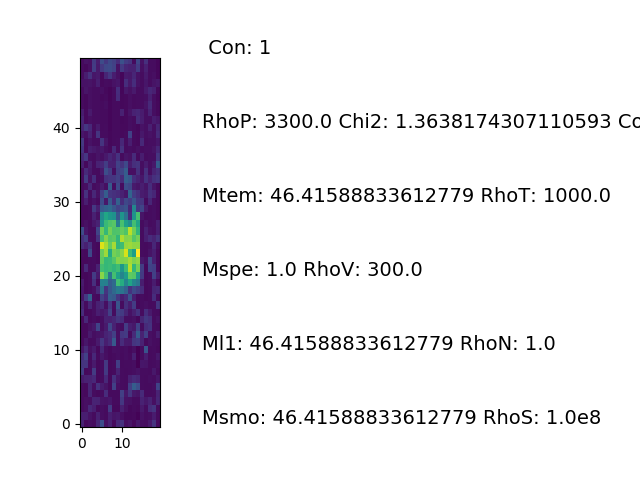 Con: 1
RhoP: 3300.0 Chi2: 1.3638174307110593 Co
40
Mtem: 46.41588833612779 RhoT: 1000.0
30
Mspe: 1.0 RhoV: 300.0
20
Ml1: 46.41588833612779 RhoN: 1.0
10
Msmo: 46.41588833612779 RhoS: 1.0e8
0
0 10